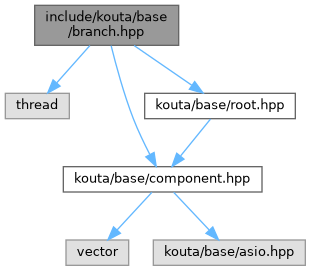 include/kouta/base
/branch.hpp
thread
kouta/base/root.hpp
kouta/base/component.hpp
vector
kouta/base/asio.hpp